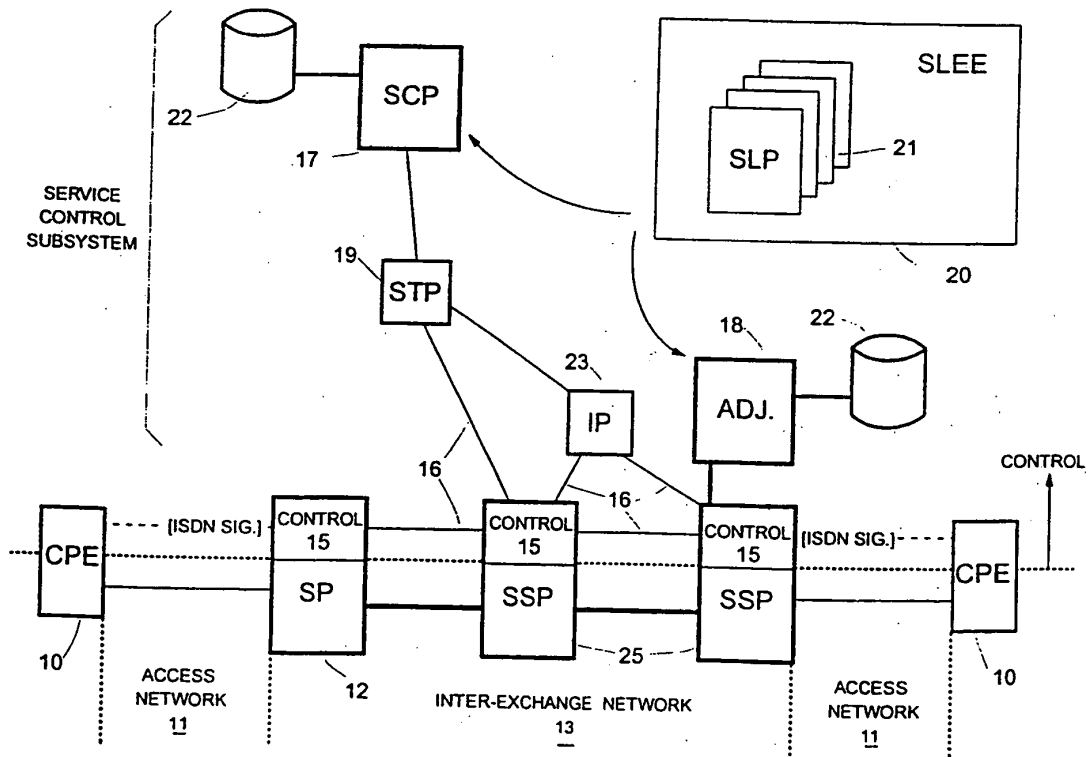 SLEE
SCP
22
17
SLP
21
SERVICE
CONTROL
SUBSYSTEM
20
19
STP
18
22
23
IP
ADJ.
16
CONTROL
16
CPE
[ISDN SIG.]
CONTROL
15
CONTROL
15
CONTROL
15
[ISDN SIG.]
CPE
SP
SSP
SSP
10
12
25
10
ACCESS
NETWORK
11
INTER-EXCHANGE NETWORK
13
ACCESS
NETWORK
11